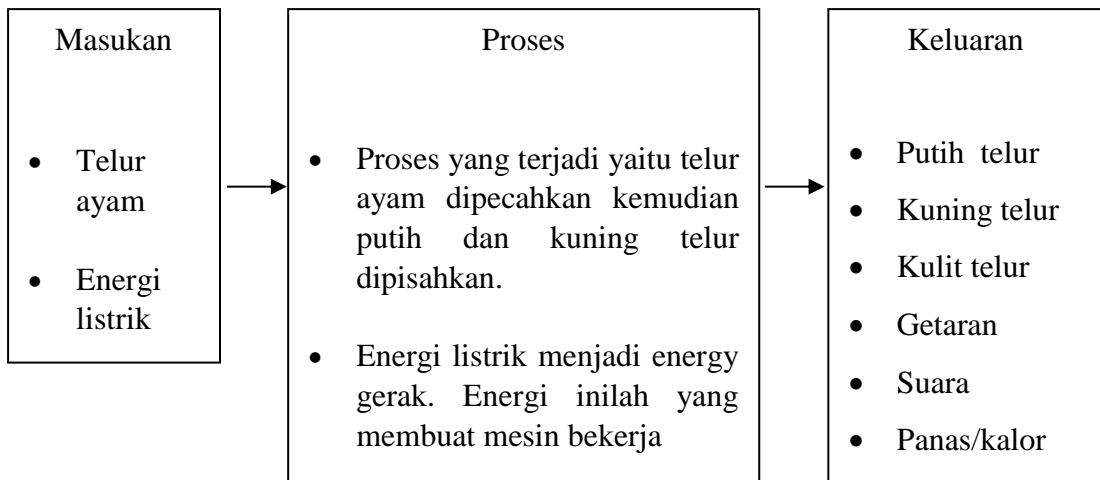 Masukan
• Telur
ayam
• Energi
listrik
Proses
• Proses yang terjadi yaitu telur
ayam dipecahkan kemudian
putih dan kuning telur
dipisahkan.
• Energi listrik menjadi energy
gerak. Energi inilah yang
membuat mesin bekerja
Keluaran
• Putih telur
• Kuning telur
• Kulit telur
• Getaran
• Suara
• Panas/kalor